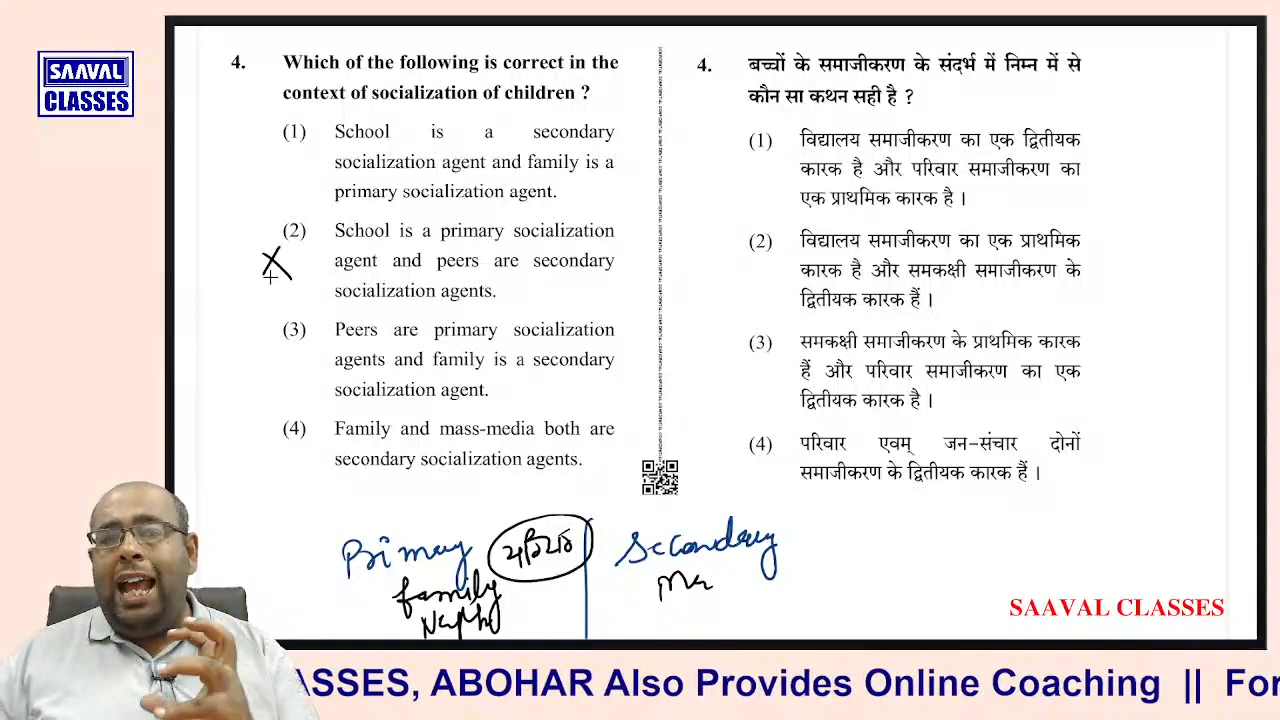 SAAVAL
CLASSES
4. Which of the following is correct in the
context of socialization of children ?
(1) School is a secondary
socialization agent and family is a
primary socialization agent.
(2) School is a primary socialization
agent and peers are secondary
socialization agents.
(3) Peers are primary socialization
agents and family is a secondary
socialization agent.
(4) Family and mass-media both are
secondary socialization agents.
4. बच्चों के समाजीकरण के संदर्भ में निम्न में से
कौन सा कथन सही है ?
(1) विद्यालय समाजीकरण का एक द्वितीयक
कारक है और परिवार समाजीकरण का
एक प्राथमिक कारक है ।
(2) विद्यालय समाजीकरण का एक प्राथमिक
कारक है और समकक्षी समाजीकरण के
द्वितीयक कारक हैं ।
(3) समकक्षी समाजीकरण के प्राथमिक कारक
हैं और परिवार समाजीकरण का एक
द्वितीयक कारक है ।
(4) परिवार एवम् जन-संचार दोनों
समाजीकरण के द्वितीयक कारक हैं ।
Primary परिवार Secondary
family
SAAVAL CLASSES
ASSES, ABOHAR Also Provides Online Coaching || For